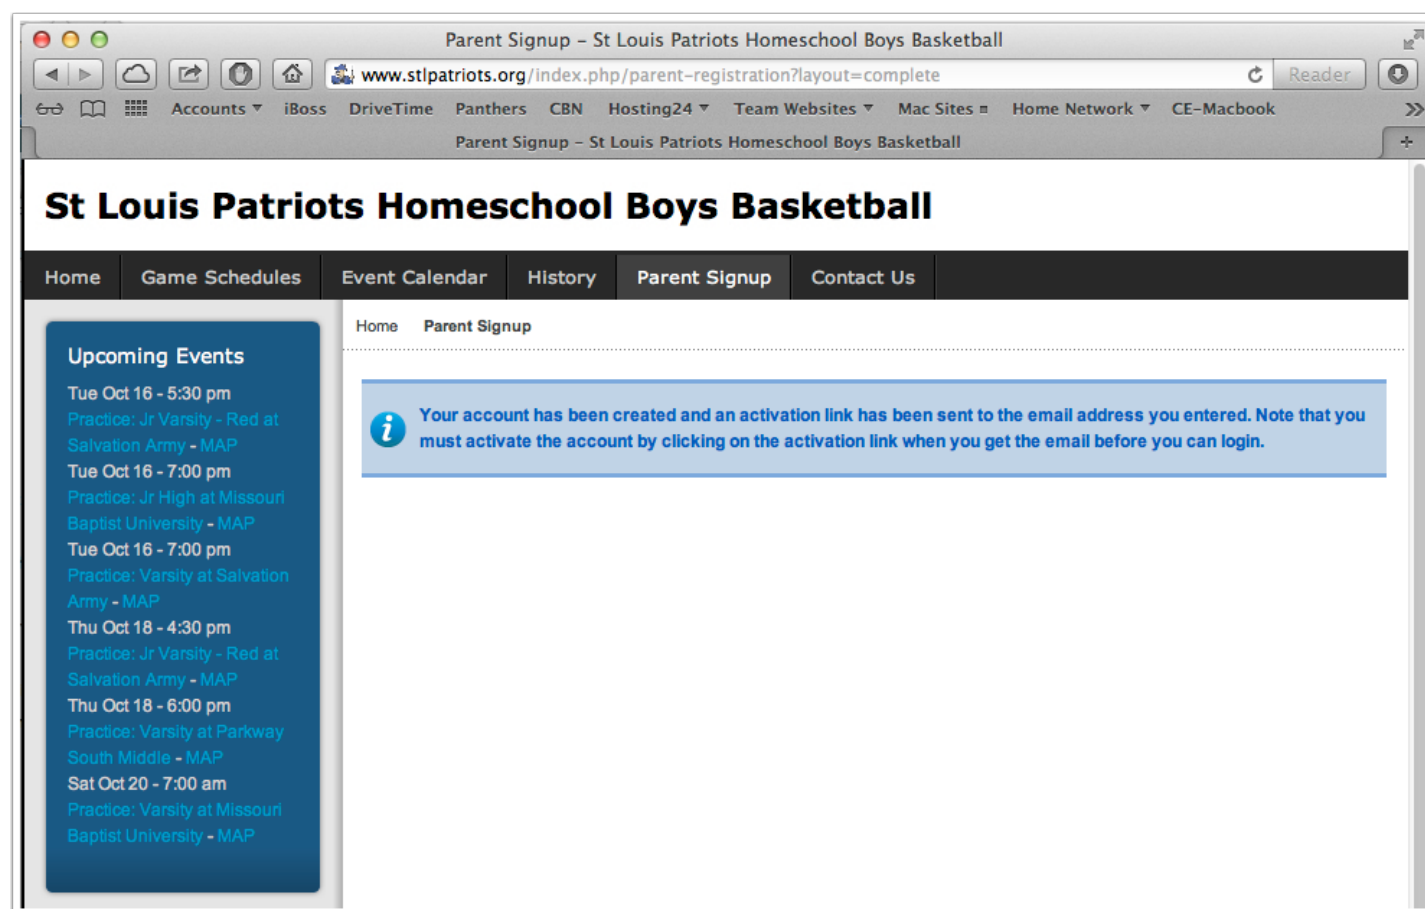 Parent Signup – St Louis Patriots Homeschool Boys Basketball
www.stlpatriots.org/index.php/parent-registration?layout=complete
Reader
Accounts iBoss DriveTime Panthers CBN Hosting24 Team Websites Mac Sites Home Network CE-Macbook
Parent Signup – St Louis Patriots Homeschool Boys Basketball
St Louis Patriots Homeschool Boys Basketball
Home Game Schedules Event Calendar History Parent Signup Contact Us
Home Parent Signup
Upcoming Events
Tue Oct 16 - 5:30 pm
Practice: Jr Varsity - Red at
Salvation Army - MAP
Tue Oct 16 - 7:00 pm
Practice: Jr High at Missouri
Baptist University - MAP
Tue Oct 16 - 7:00 pm
Practice: Varsity at Salvation
Army - MAP
Thu Oct 18 - 4:30 pm
Practice: Jr Varsity - Red at
Salvation Army - MAP
Thu Oct 18 - 6:00 pm
Practice: Varsity at Parkway
South Middle - MAP
Sat Oct 20 - 7:00 am
Practice: Varsity at Missouri
Baptist University - MAP
Your account has been created and an activation link has been sent to the email address you entered. Note that you
must activate the account by clicking on the activation link when you get the email before you can login.